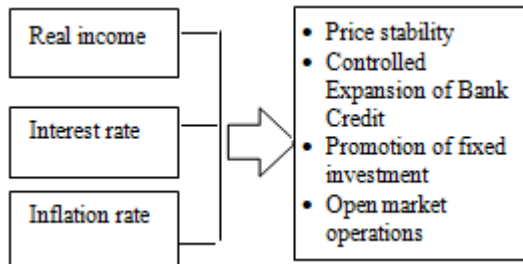 Real income
Interest rate
Inflation rate
• Price stability
• Controlled
Expansion of Bank
Credit
• Promotion of fixed
investment
• Open market
operations